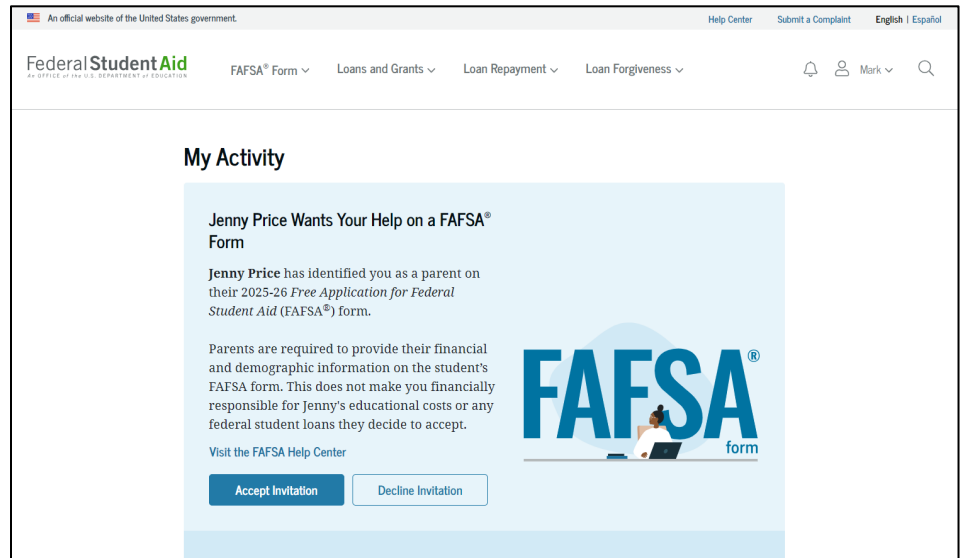 An official website of the United States government.
Help Center Submit a Complaint English | Español
Federal Student Aid
An OFFICE of the U.S. DEPARTMENT of EDUCATION
FAFSA® Form Loans and Grants Loan Repayment Loan Forgiveness Mark
My Activity
Jenny Price Wants Your Help on a FAFSA®
Form
Jenny Price has identified you as a parent on
their 2025-26 Free Application for Federal
Student Aid (FAFSA®) form.
Parents are required to provide their financial
and demographic information on the student’s
FAFSA form. This does not make you financially
responsible for Jenny’s educational costs or any
federal student loans they decide to accept.
Visit the FAFSA Help Center
Accept Invitation Decline Invitation
FAFSA®
form